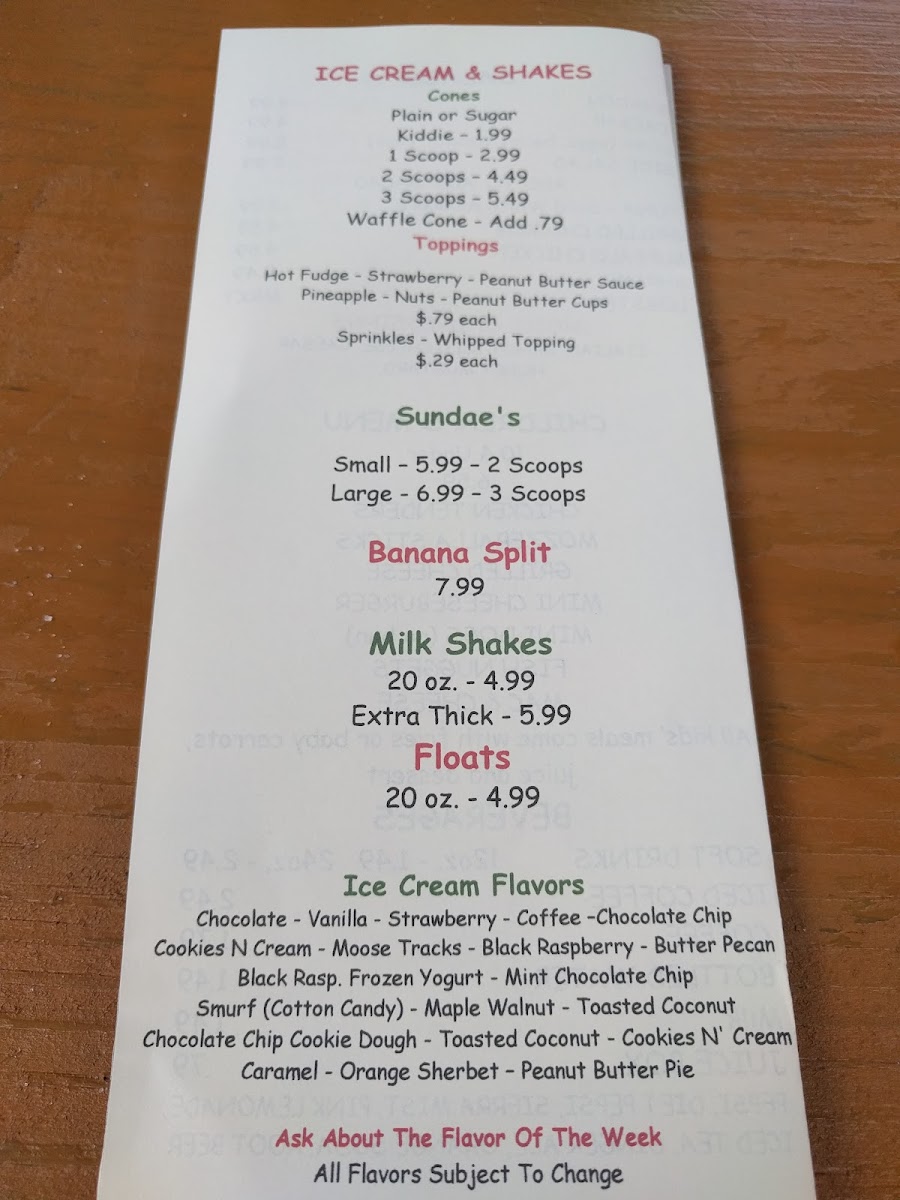 ICE CREAM & SHAKES
Cones
Plain or Sugar
Kiddie - 1.99
1 Scoop - 2.99
2 Scoops - 4.49
3 Scoops - 5.49
Waffle Cone - Add .79
Toppings
Hot Fudge - Strawberry - Peanut Butter Sauce
Pineapple - Nuts - Peanut Butter Cups
$.79 each
Sprinkles - Whipped Topping
$.29 each
Sundae's
Small - 5.99 - 2 Scoops
Large - 6.99 - 3 Scoops
Banana Split
7.99
Milk Shakes
20 oz. - 4.99
Extra Thick - 5.99
Floats
20 oz. - 4.99
Ice Cream Flavors
Chocolate - Vanilla - Strawberry - Coffee -Chocolate Chip
Cookies N Cream - Moose Tracks - Black Raspberry - Butter Pecan
Black Rasp. Frozen Yogurt - Mint Chocolate Chip
Smurf (Cotton Candy) - Maple Walnut - Toasted Coconut
Chocolate Chip Cookie Dough - Toasted Coconut - Cookies N' Cream
Caramel - Orange Sherbet - Peanut Butter Pie
Ask About The Flavor Of The Week
All Flavors Subject To Change